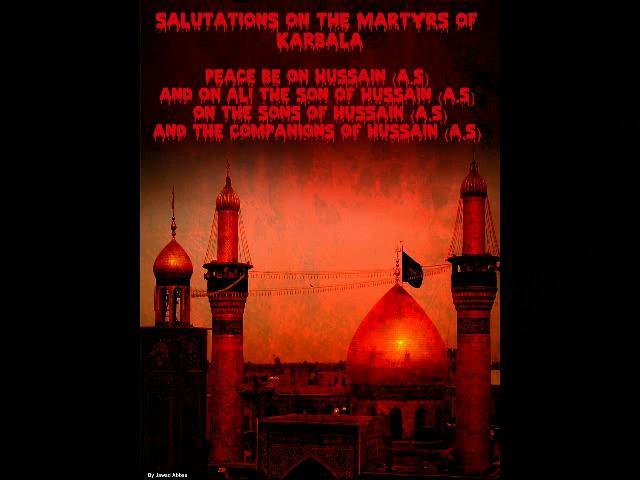 SALUTATIONS ON THE MARTYRS OF
KARBALA
PEACE BE ON HUSSAIN (A.S)
AND ON ALI THE SON OF HUSSAIN (A.S)
ON THE SONS OF HUSSAIN (A.S)
AND THE COMPANIONS OF HUSSAIN (A.S)
By Jawad Abbas